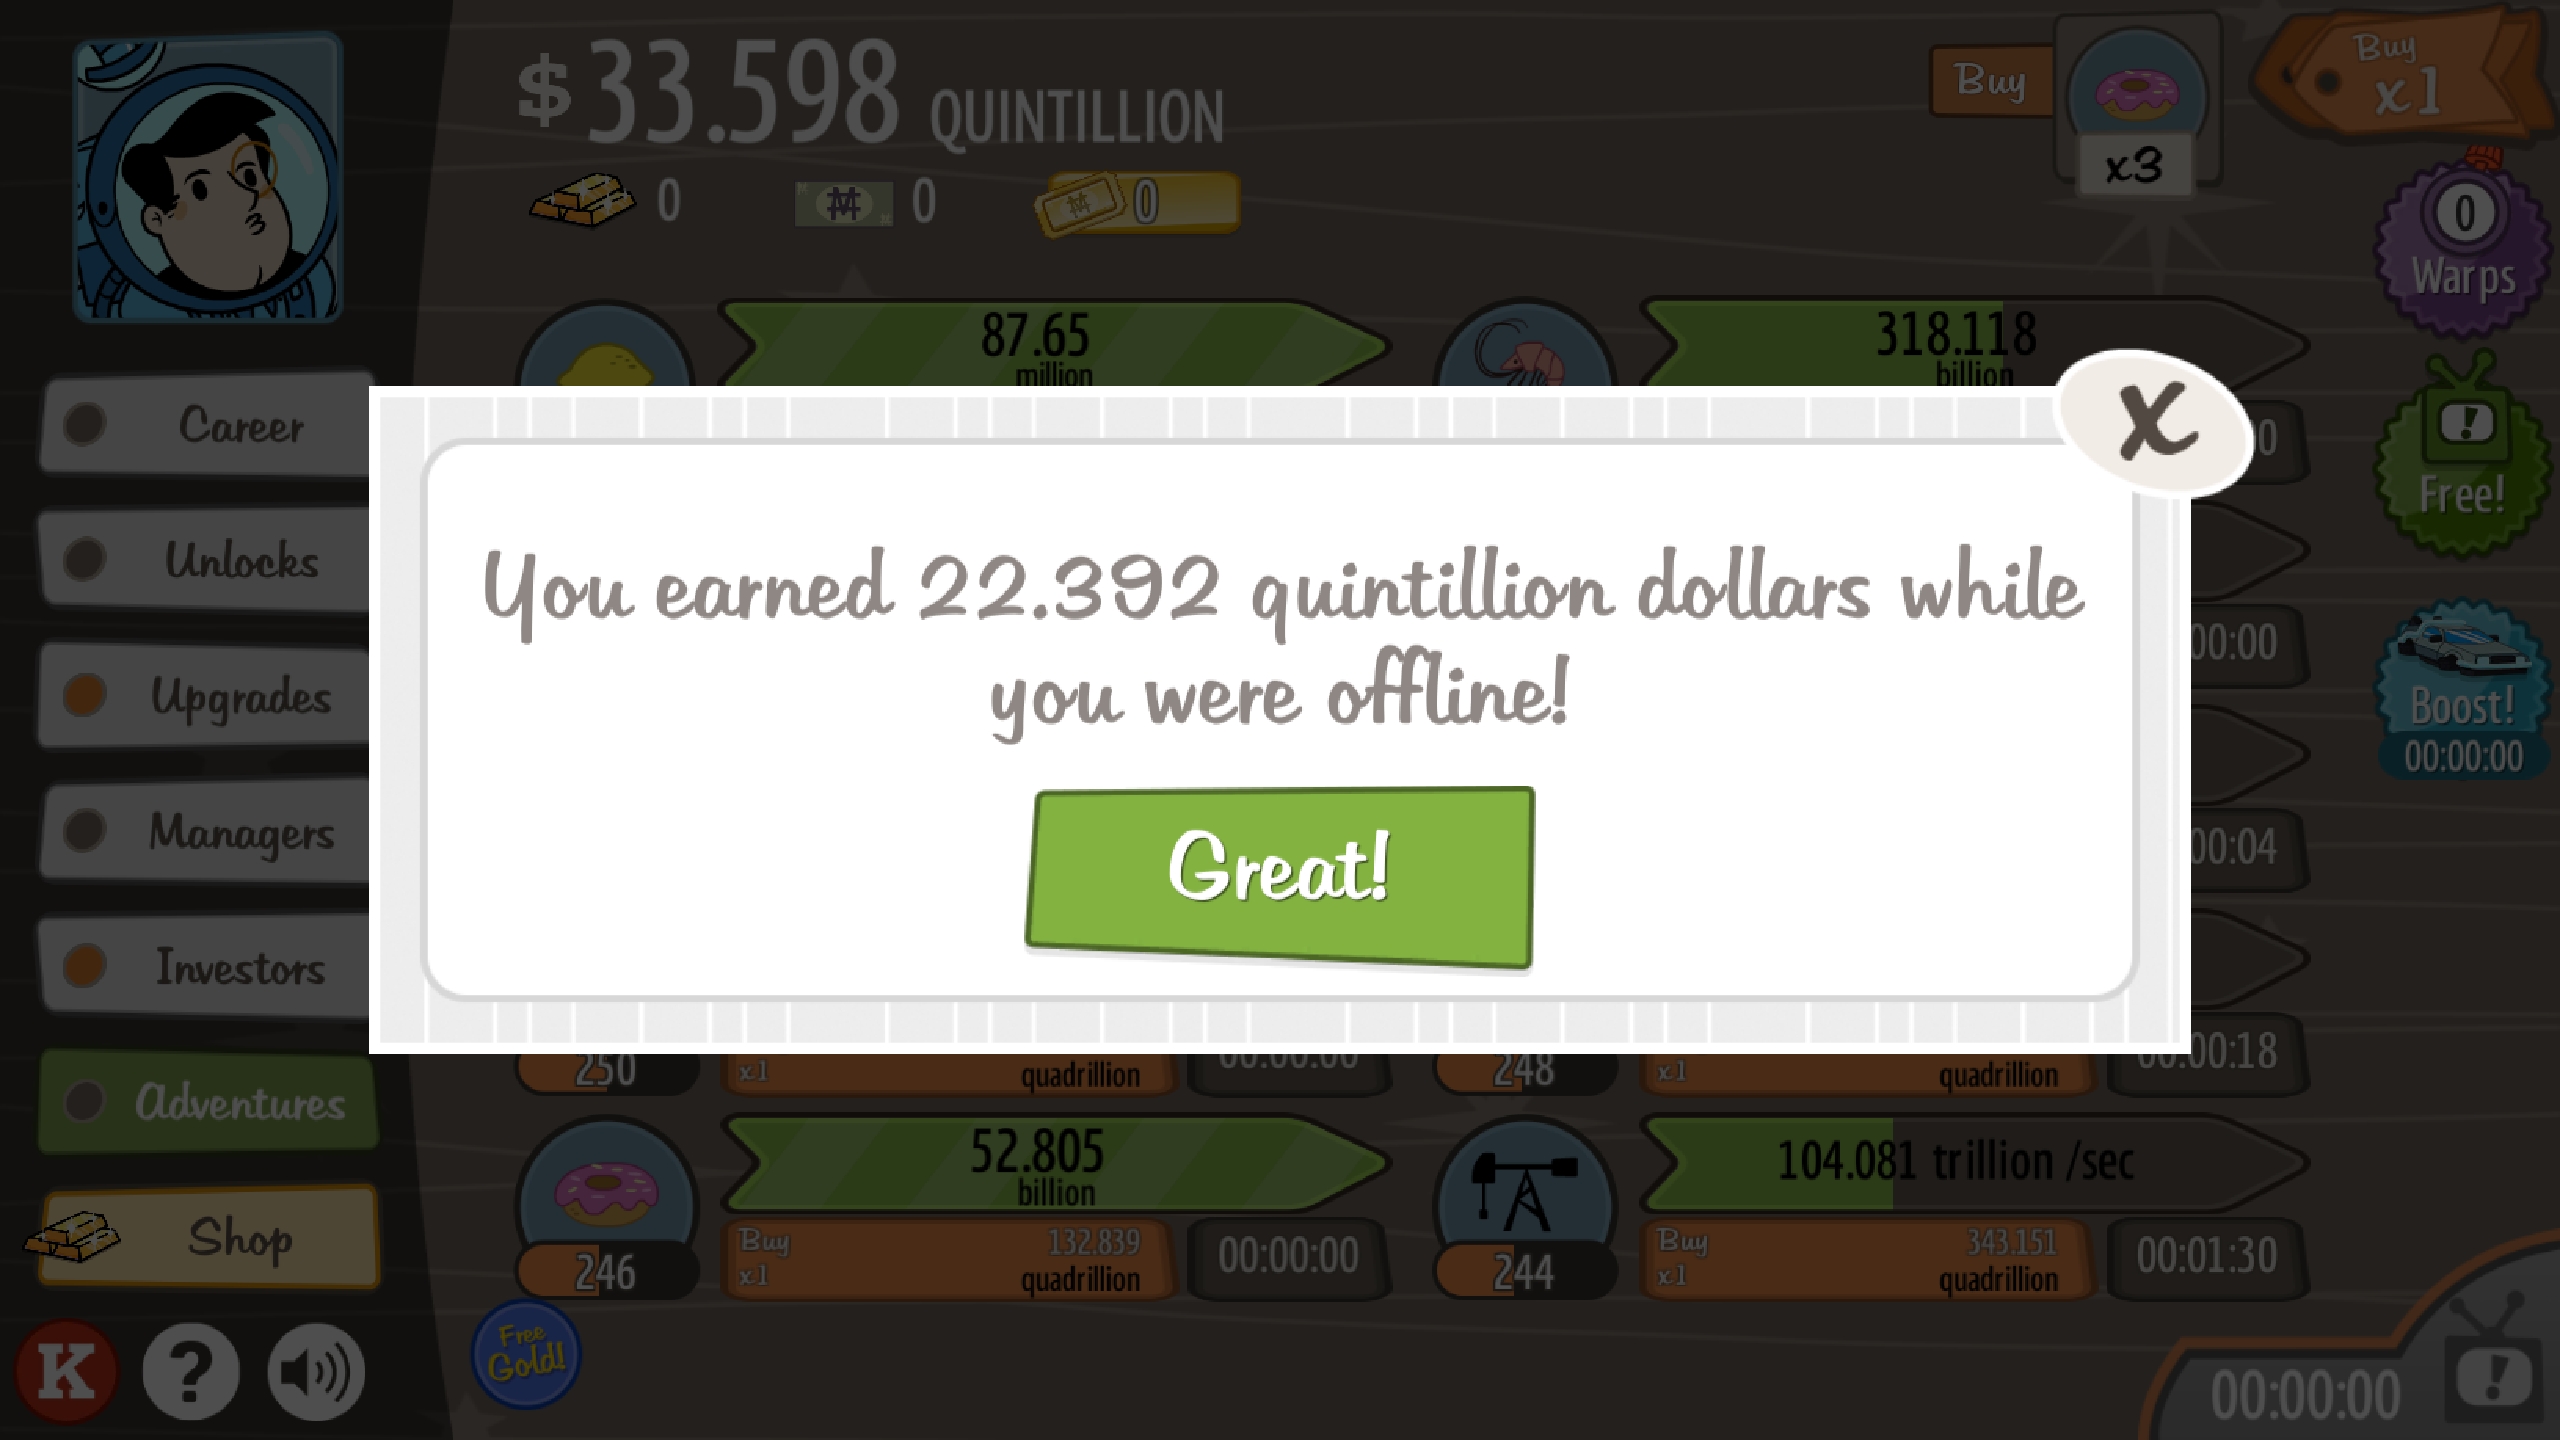 $33.598 QUINTILLION
0
0
0
Buy
x3
Buy
x1
0
Warps
Free!
Boost!
00:00:00
Career
Unlocks
Upgrades
Managers
Investors
Adventures
Shop
K
?
87.65
million
318.118
billion
X
You earned 22.392 quintillion dollars while
you were offline!
Great!
0
00:00
00:04
250
x1
quadrillion
00:00:00
248
x1
quadrillion
00:00:18
52.805
billion
246
Buy
x1
132.839
quadrillion
00:00:00
104.081 trillion /sec
244
Buy
x1
343.151
quadrillion
00:01:30
Free
Gold!
00:00:00
!